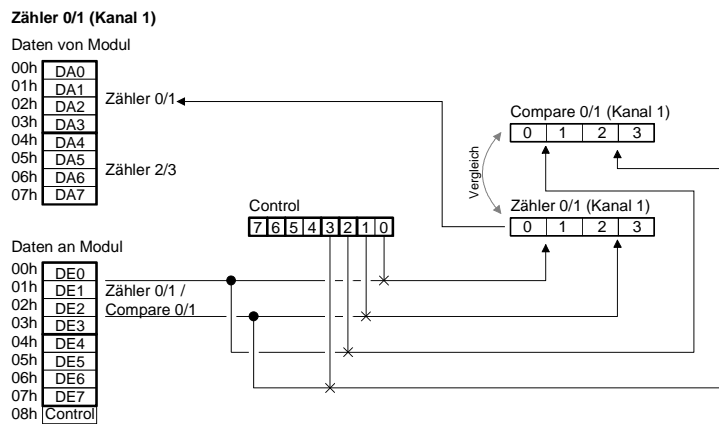 Zähler 0/1 (Kanal 1)
Daten von Modul
00h DA0
01h DA1
02h DA2
03h DA3
04h DA4
05h DA5
06h DA6
07h DA7
Zähler 0/1
Zähler 2/3
Compare 0/1 (Kanal 1)
0 1 2 3
Vergleich
Zähler 0/1 (Kanal 1)
0 1 2 3
Control
7 6 5 4 3 2 1 0
Daten an Modul
00h DE0
01h DE1
02h DE2
03h DE3
04h DE4
05h DE5
06h DE6
07h DE7
08h Control
Zähler 0/1 /
Compare 0/1